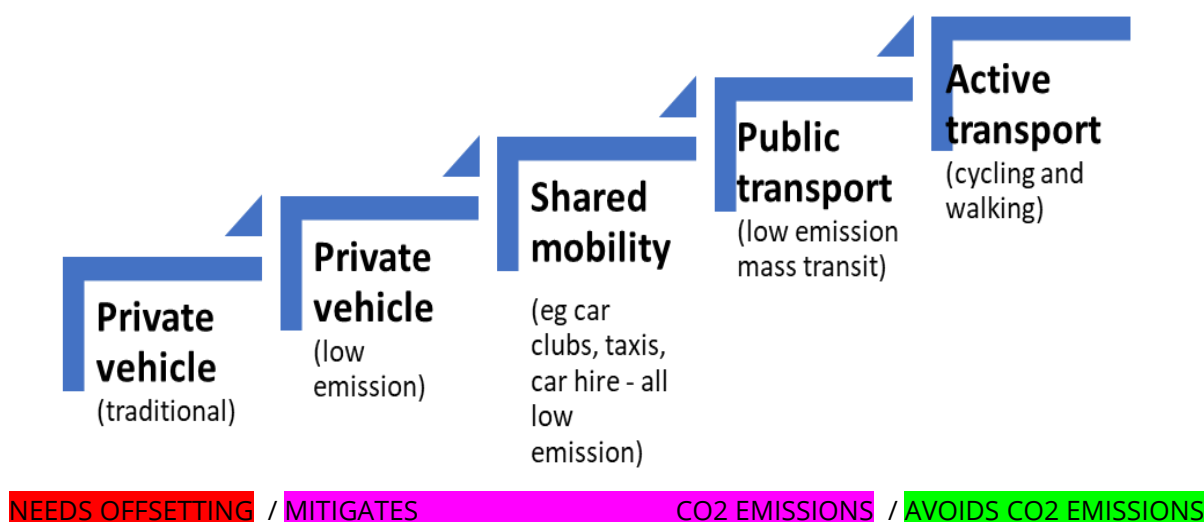 Private
vehicle
(traditional)
Private
vehicle
(low
emission)
Shared
mobility
(eg car
clubs, taxis,
car hire - all
low
emission)
Public
transport
(low emission
mass transit)
Active
transport
(cycling and
walking)
NEEDS OFFSETTING / MITIGATES CO2 EMISSIONS / AVOIDS CO2 EMISSIONS